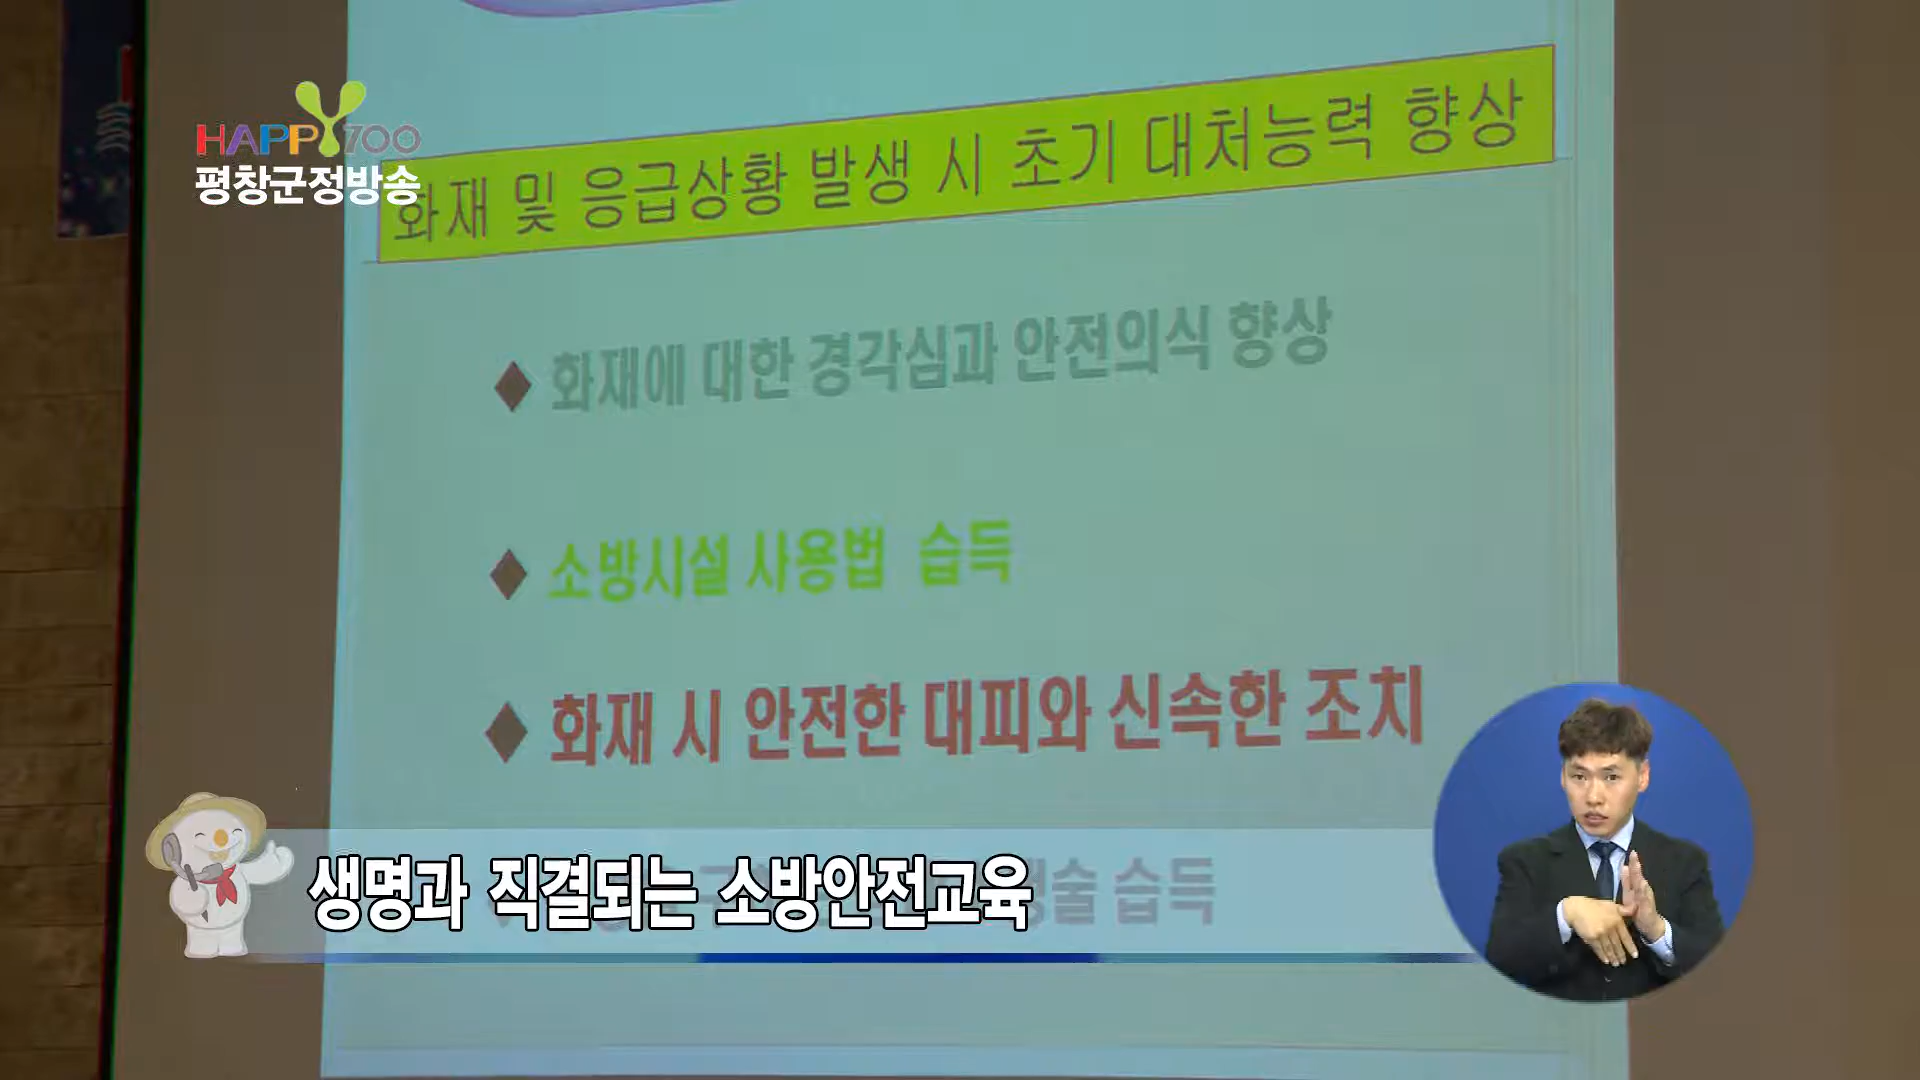 HAPPY700
평창군정방송
화재 및 응급상황 발생 시 초기 대처능력 향상
화재에 대한 경각심과 안전의식 향상
소방시설 사용법 습득
화재 시 안전한 대피와 신속한 조치
습득
생명과 직결되는 소방안전교육